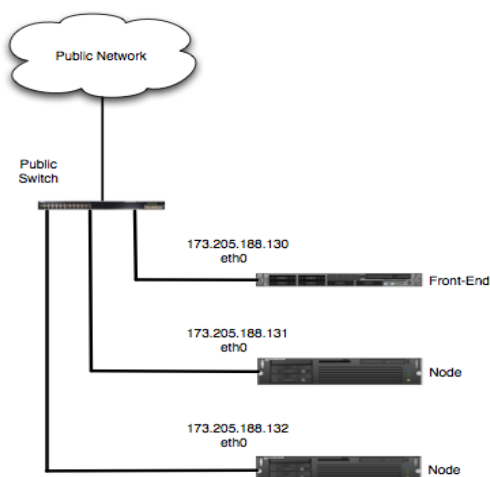 Public Network
Public
Switch
173.205.188.130
eth0
Front-End
173.205.188.131
eth0
Node
173.205.188.132
eth0
Node